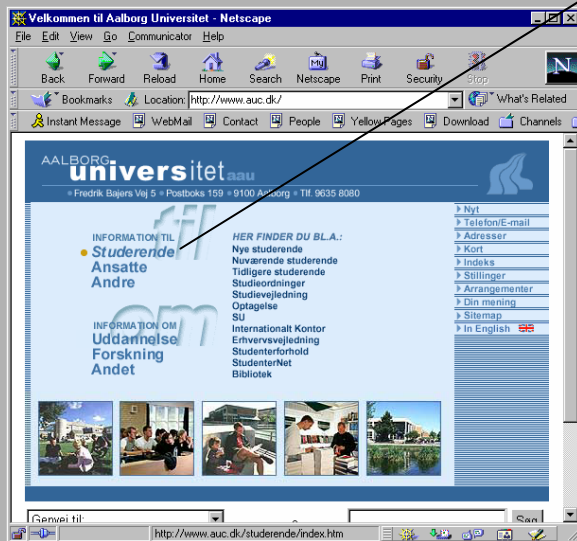 Velkommen til Aalborg Universitet - Netscape
File Edit View Go Communicator Help
Back Forward Reload Home Search Netscape Print Security Stop
N
Bookmarks Location: http://www.auc.dk/ What's Related
Instant Message WebMail Contact People Yellow Pages Download Channels
AALBORG
universitet aau
Fredrik Bajers Vej 5 • Postboks 159 • 9100 Aalborg • Tlf. 9635 8080
til
INFORMATION TIL
Studerende
Ansatte
Andre
om
INFORMATION OM
Uddannelse
Forskning
Andet
HER FINDER DU BL.A.:
Nye studerende
Nuværende studerende
Tidligere studerende
Studieordninger
Studievejledning
Optagelse
SU
Internationalt Kontor
Erhvervsvejledning
Studenterforhold
StudenterNet
Bibliotek
Nyt
Telefon/E-mail
Adresser
Kort
Indeks
Stillinger
Arrangementer
Din mening
Sitemap
In English
Genvej til:
Søg
http://www.auc.dk/studerende/index.htm